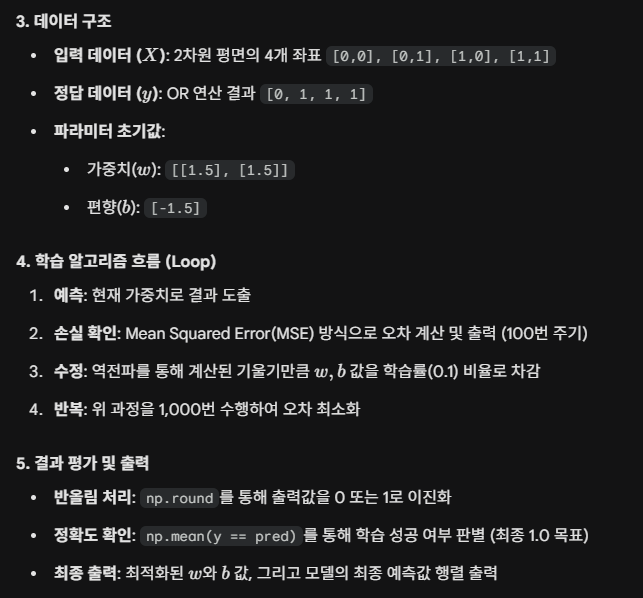 3. 데이터 구조
• 입력 데이터 (X): 2차원 평면의 4개 좌표 [0,0], [0,1], [1,0], [1,1]
• 정답 데이터 (y): OR 연산 결과 [0, 1, 1, 1]
• 파라미터 초기값:
• 가중치(w): [[1.5], [1.5]]
• 편향(b): [-1.5]
4. 학습 알고리즘 흐름 (Loop)
1. 예측: 현재 가중치로 결과 도출
2. 손실 확인: Mean Squared Error(MSE) 방식으로 오차 계산 및 출력 (100번 주기)
3. 수정: 역전파를 통해 계산된 기울기만큼 w, b 값을 학습률(0.1) 비율로 차감
4. 반복: 위 과정을 1,000번 수행하여 오차 최소화
5. 결과 평가 및 출력
• 반올림 처리: np.round를 통해 출력값을 0 또는 1로 이진화
• 정확도 확인: np.mean(y == pred)를 통해 학습 성공 여부 판별 (최종 1.0 목표)
• 최종 출력: 최적화된 w와 b 값, 그리고 모델의 최종 예측값 행렬 출력